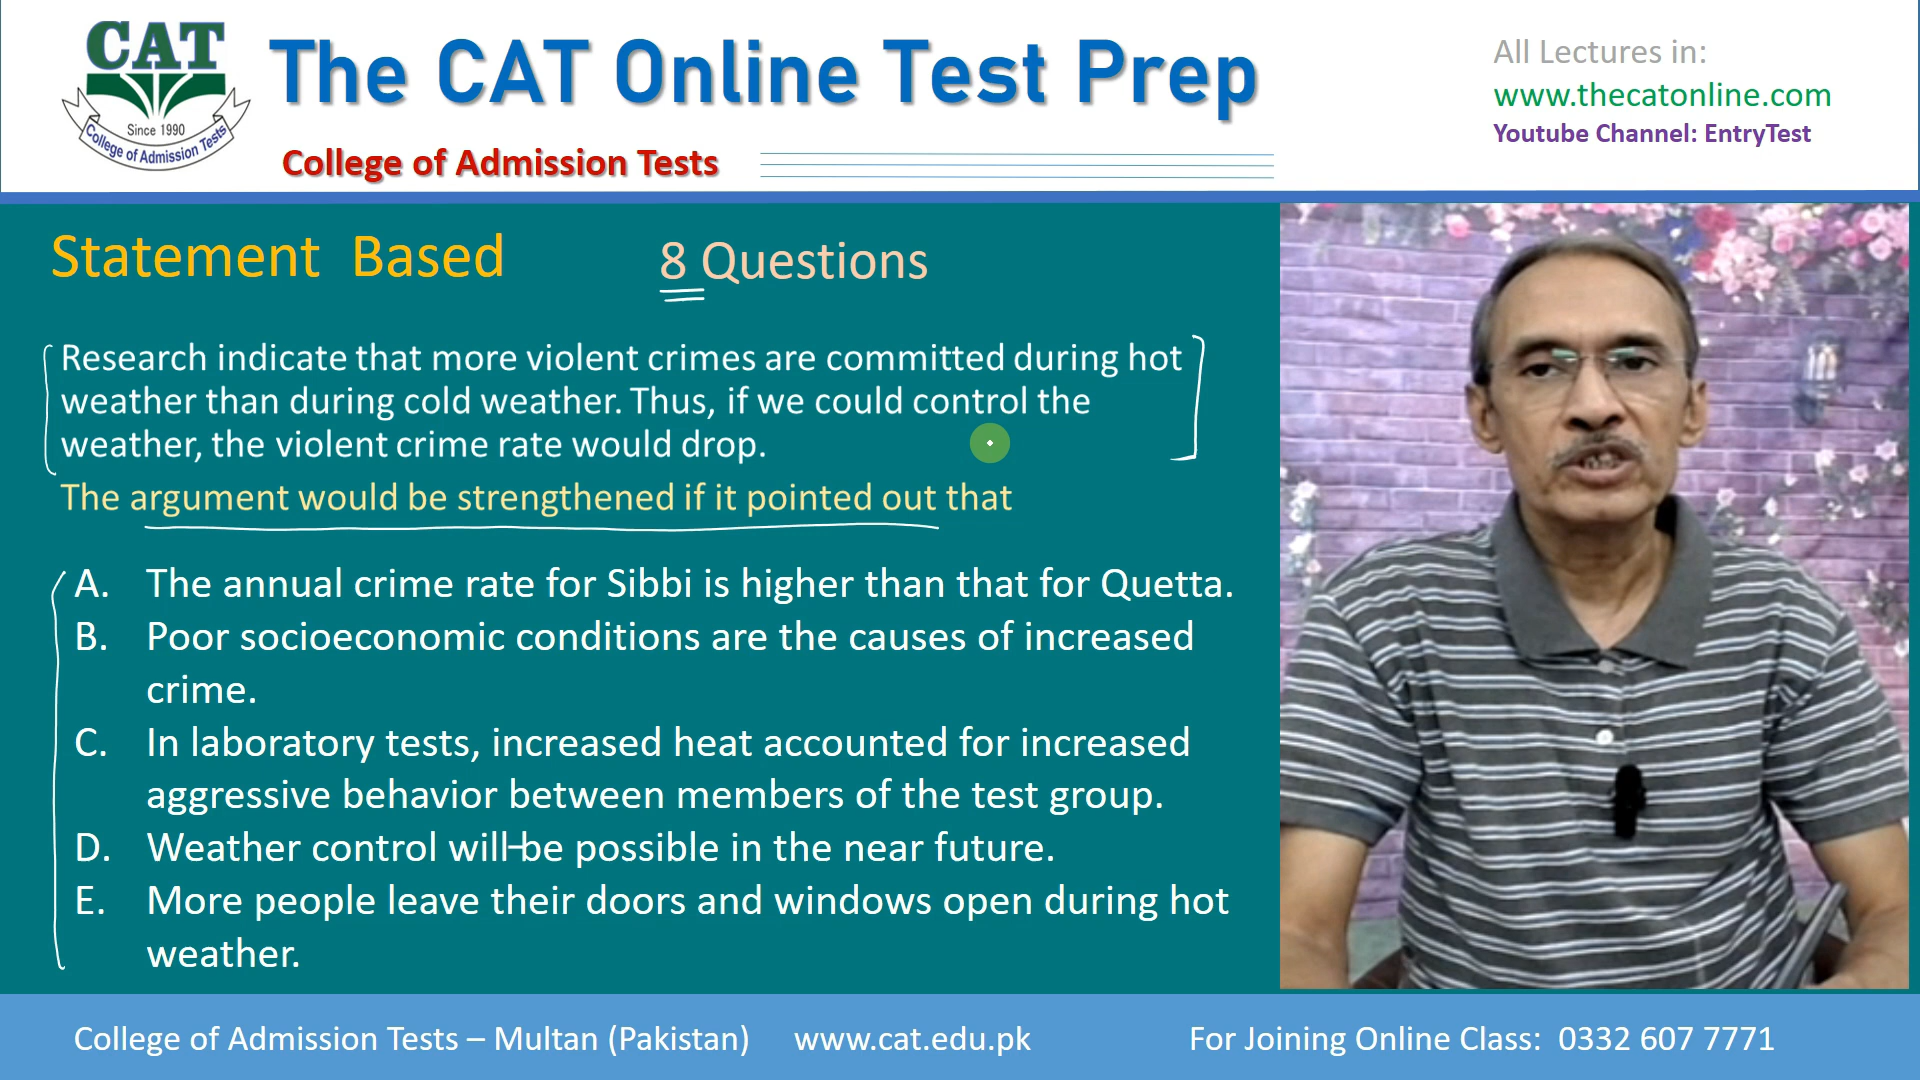 CAT
Since 1990
College of Admission Tests
The CAT Online Test Prep
College of Admission Tests
All Lectures in:
www.thecatonline.com
Youtube Channel: EntryTest
Statement Based
8 Questions
Research indicate that more violent crimes are committed during hot
weather than during cold weather. Thus, if we could control the
weather, the violent crime rate would drop.
The argument would be strengthened if it pointed out that
A. The annual crime rate for Sibbi is higher than that for Quetta.
B. Poor socioeconomic conditions are the causes of increased
crime.
C. In laboratory tests, increased heat accounted for increased
aggressive behavior between members of the test group.
D. Weather control will be possible in the near future.
E. More people leave their doors and windows open during hot
weather.
College of Admission Tests – Multan (Pakistan) www.cat.edu.pk For Joining Online Class: 0332 607 7771